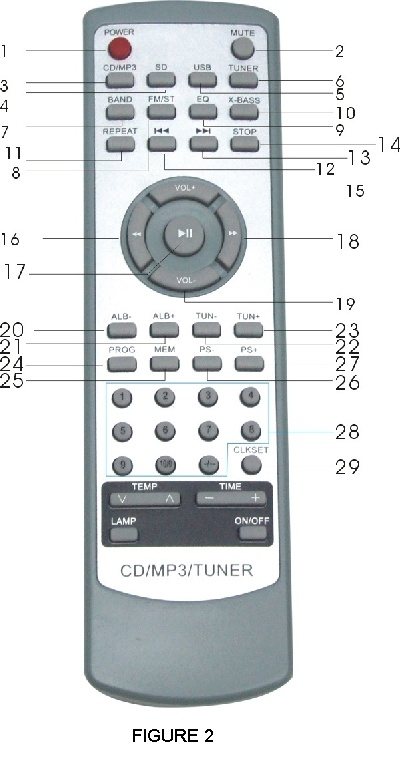 POWER MUTE
1 2
CD/MP3 SD USB TUNER
3 6
5
BAND FM/ST EQ X-BASS
4 10
7 9
REPEAT I◀◀ ▶▶I STOP
11 13 14
8 12
15
VOL+
16 ◀◀ ▶II ▶▶ 18
17
VOL-
19
ALB- ALB+ TUN- TUN+
20 23
21 22
PROG MEM PS- PS+
24 27
25 26
1 2 3 4
5 6 7 8 28
CLKSET
9 -/-- 29
TEMP TIME
∨ ∧ − +
LAMP ON/OFF
CD/MP3/TUNER
FIGURE 2